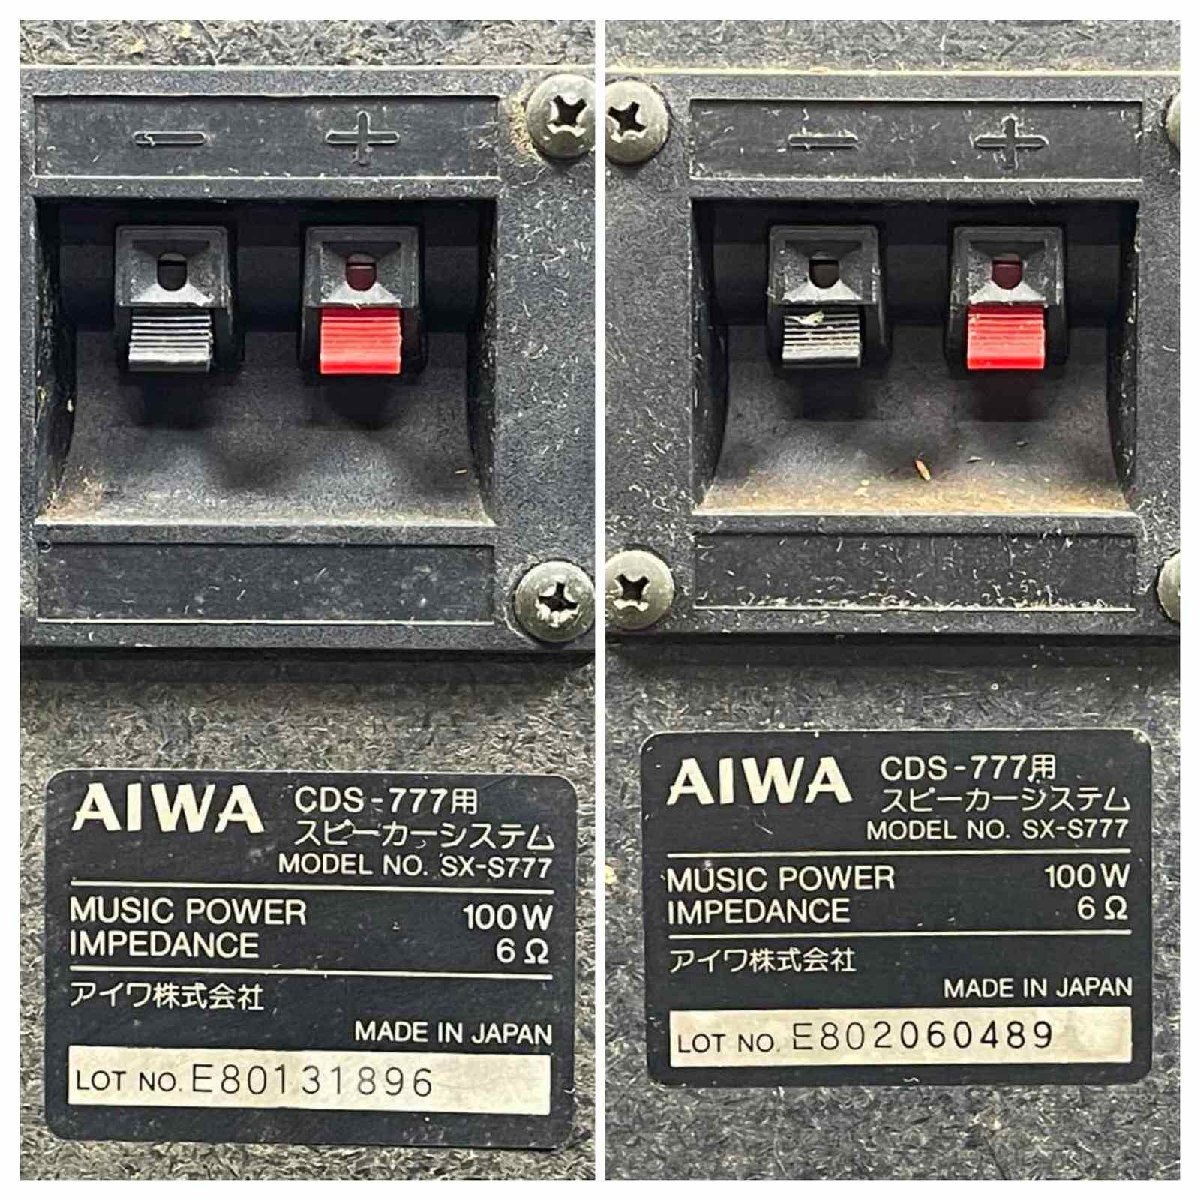 − +
AIWA CDS-777用
スピーカーシステム
MODEL NO. SX-S777
MUSIC POWER 100W
IMPEDANCE 6Ω
アイワ株式会社
MADE IN JAPAN
LOT NO. E80131896
− +
AIWA CDS-777用
スピーカーシステム
MODEL NO. SX-S777
MUSIC POWER 100W
IMPEDANCE 6Ω
アイワ株式会社
MADE IN JAPAN
LOT NO. E802060489